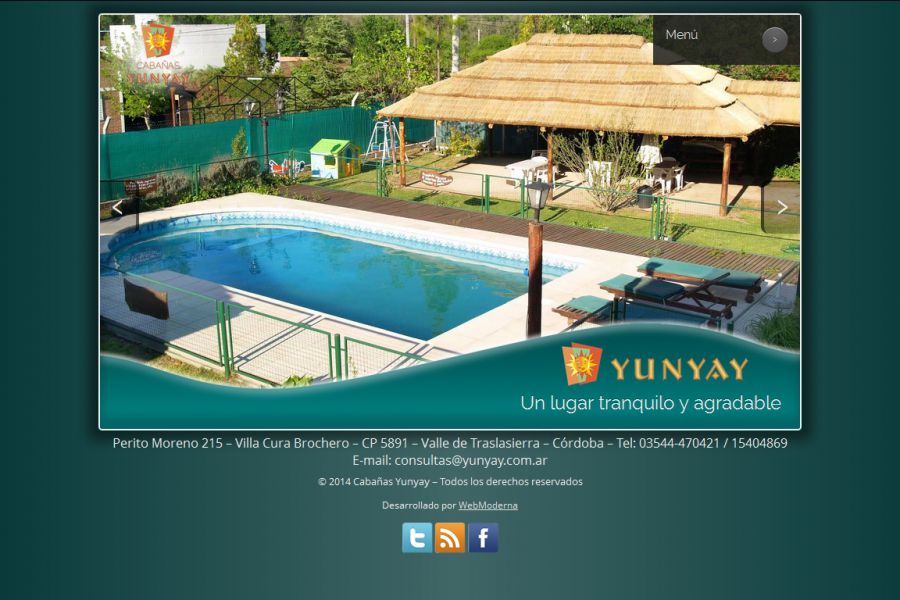 CABAÑAS
YUNYAY
Menú
YUNYAY
Un lugar tranquilo y agradable
Perito Moreno 215 – Villa Cura Brochero – CP 5891 – Valle de Traslasierra – Córdoba – Tel: 03544-470421 / 15404869
E-mail: consultas@yunyay.com.ar
© 2014 Cabañas Yunyay – Todos los derechos reservados
Desarrollado por WebModerna